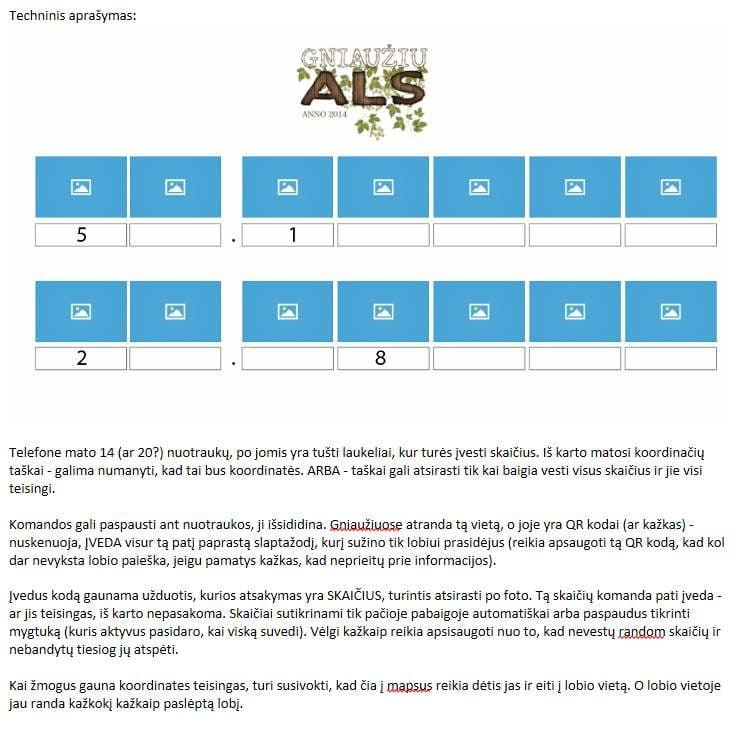 Techninis aprašymas:
GNIAUŽIŲ
ALS
ANNO 2014
5 . 1
2 . 8
Telefone mato 14 (ar 20?) nuotraukų, po jomis yra tušti laukeliai, kur turės įvesti skaičius. Iš karto matosi koordinačių
taškai - galima numanyti, kad tai bus koordinatės. ARBA - taškai gali atsirasti tik kai baigia vesti visus skaičius ir jie visi
teisingi.
Komandos gali paspausti ant nuotraukos, ji išsididina. Gniaužiuose atranda tą vietą, o joje yra QR kodai (ar kažkas) -
nuskenuoja, ĮVEDA visur tą patį paprastą slaptažodį, kurį sužino tik lobiui prasidėjus (reikia apsaugoti tą QR kodą, kad kol
dar nevyksta lobio paieška, jeigu pamatys kažkas, kad neprieitų prie informacijos).
Įvedus kodą gaunama užduotis, kurios atsakymas yra SKAIČIUS, turintis atsirasti po foto. Tą skaičių komanda pati įveda -
ar jis teisingas, iš karto nepasakoma. Skaičiai sutikrinami tik pačioje pabaigoje automatiškai arba paspaudus tikrinti
mygtuką (kuris aktyvus pasidaro, kai viską suvedi). Vėlgi kažkaip reikia apsisaugoti nuo to, kad nevestų random skaičių ir
nebandytų tiesiog jų atspėti.
Kai žmogus gauna koordinates teisingas, turi susivokti, kad čia į mapsus reikia dėtis jas ir eiti į lobio vietą. O lobio vietoje
jau randa kažkokį kažkaip paslėptą lobį.